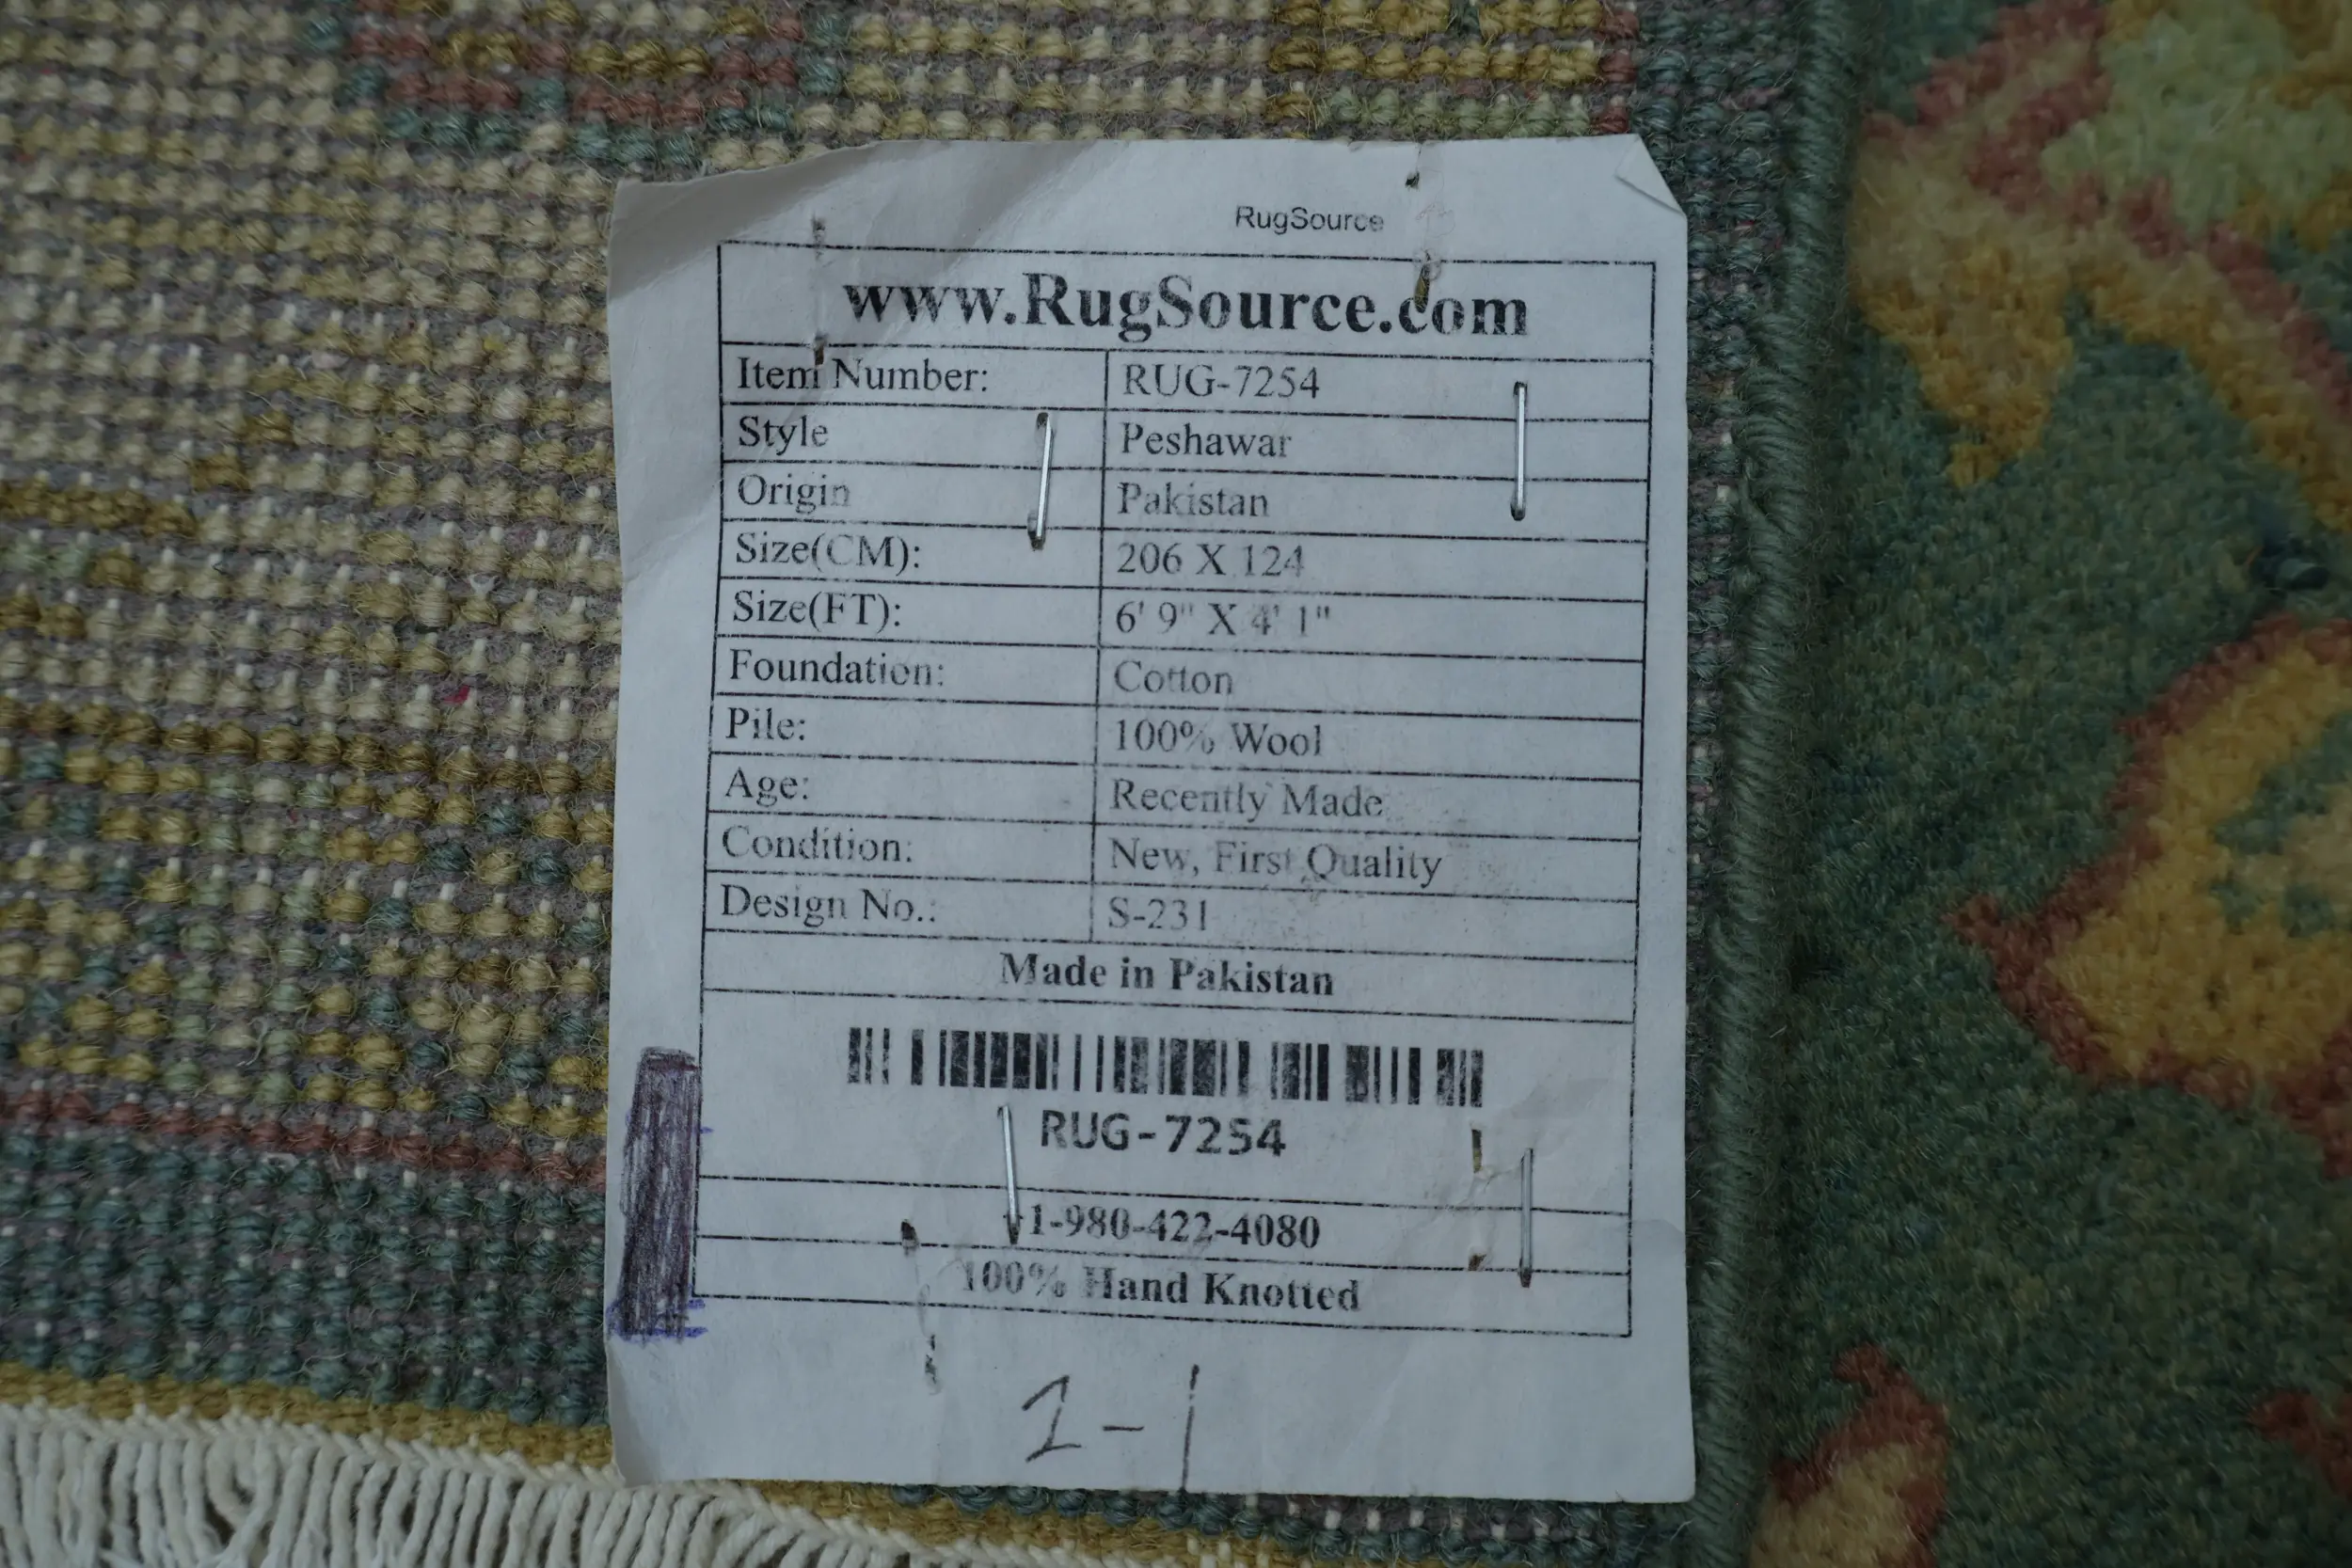 RugSource
www.RugSource.com
Item Number: RUG-7254
Style Peshawar
Origin Pakistan
Size(CM): 206 X 124
Size(FT): 6' 9" X 4' 1"
Foundation: Cotton
Pile: 100% Wool
Age: Recently Made
Condition: New, First Quality
Design No.: S-231
Made in Pakistan
RUG-7254
+1-980-422-4080
100% Hand Knotted
2-1